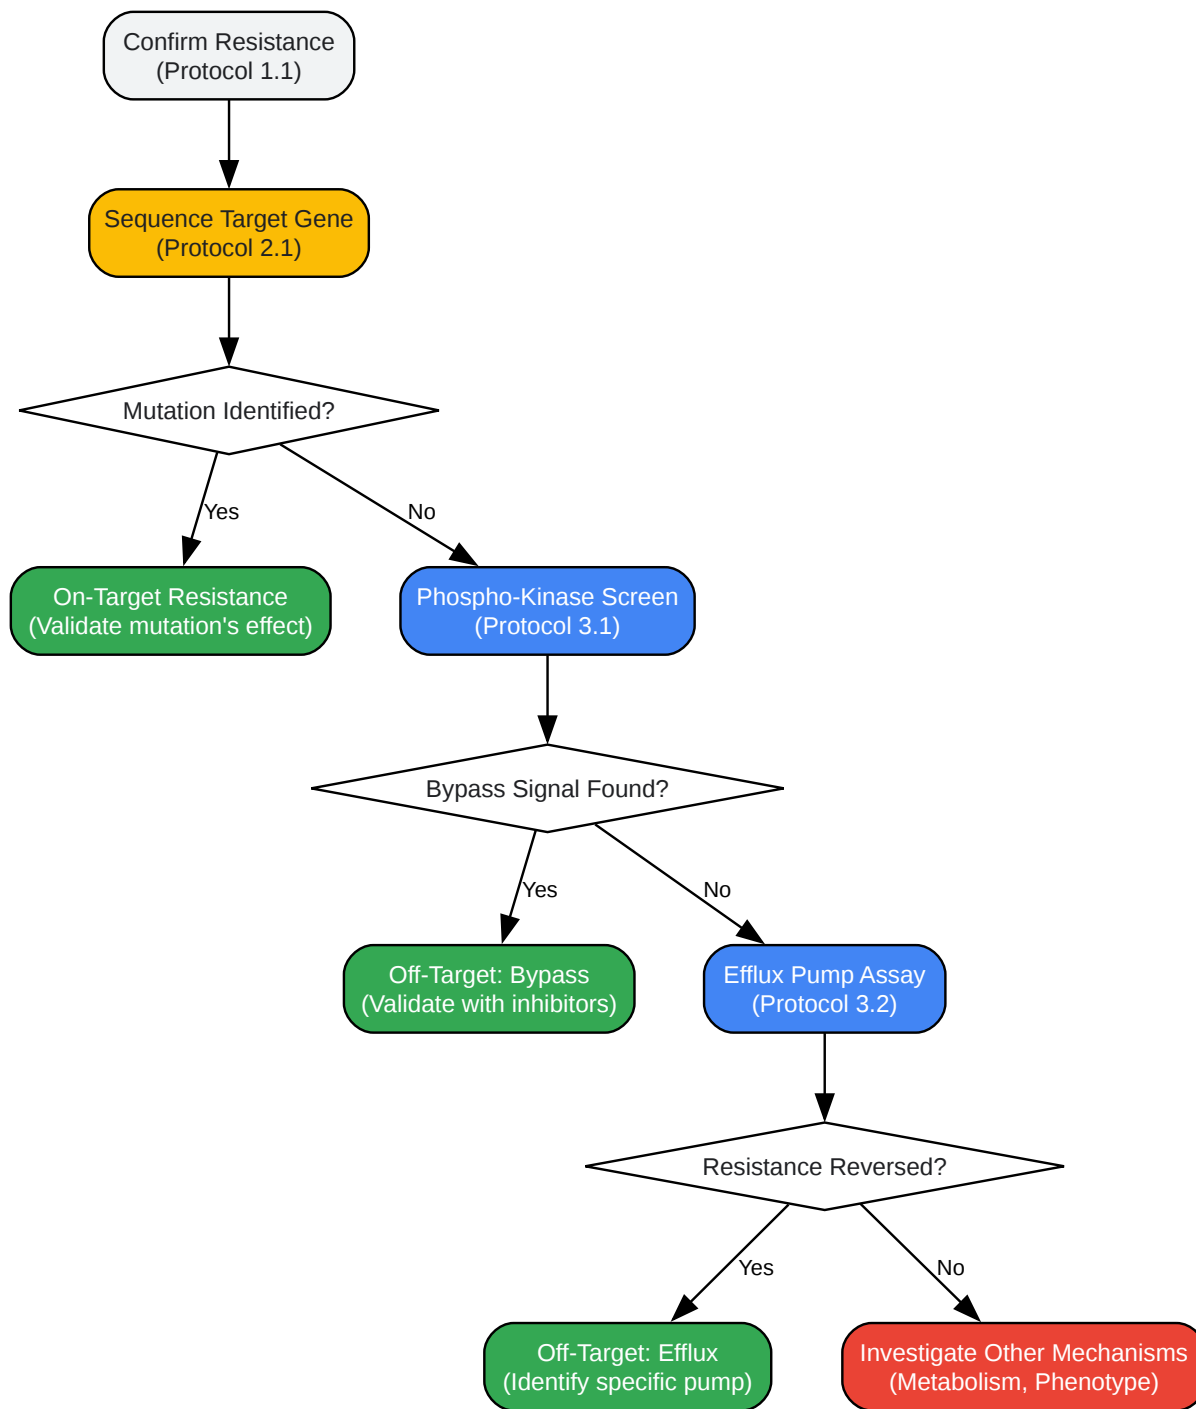 Confirm Resistance
(Protocol 1.1)
Sequence Target Gene
(Protocol 2.1)
Mutation Identified?
Yes
No
On-Target Resistance
(Validate mutation's effect)
Phospho-Kinase Screen
(Protocol 3.1)
Bypass Signal Found?
Yes
No
Off-Target: Bypass
(Validate with inhibitors)
Efflux Pump Assay
(Protocol 3.2)
Resistance Reversed?
Yes
No
Off-Target: Efflux
(Identify specific pump)
Investigate Other Mechanisms
(Metabolism, Phenotype)